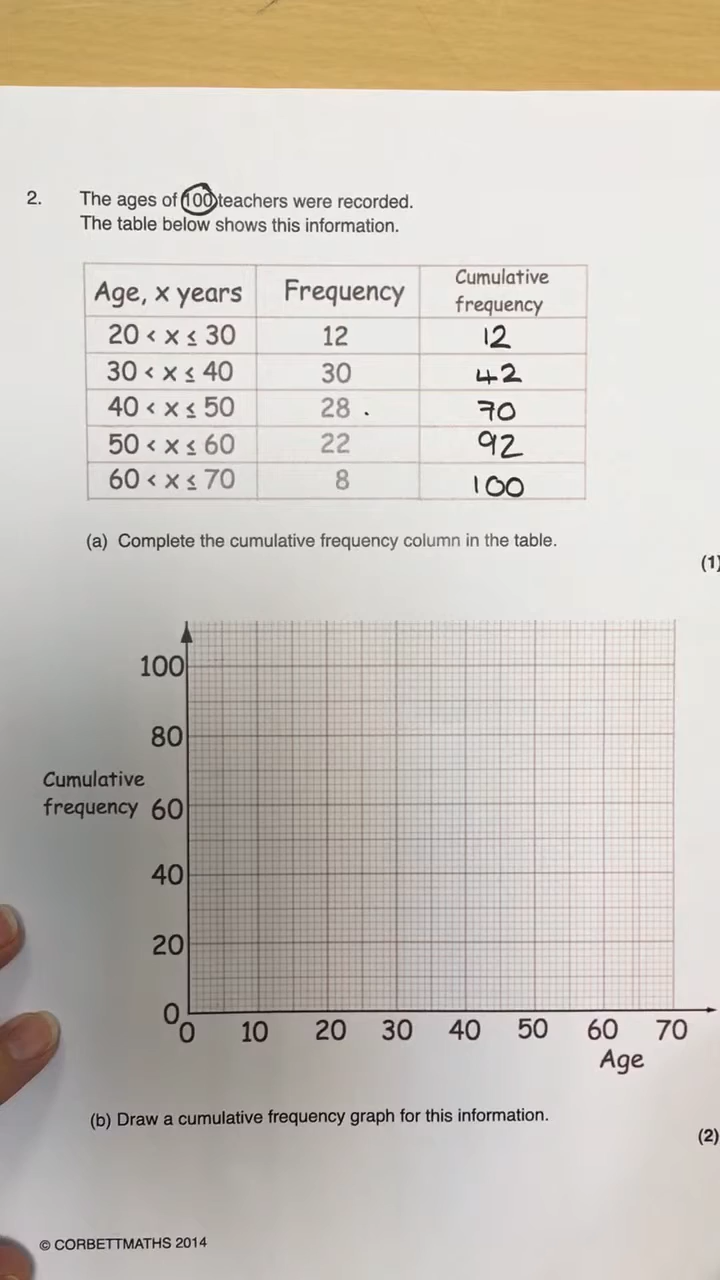 2. The ages of 100 teachers were recorded.
The table below shows this information.
Age, x years Frequency Cumulative frequency
20 < x ≤ 30 12 12
30 < x ≤ 40 30 42
40 < x ≤ 50 28 . 70
50 < x ≤ 60 22 92
60 < x ≤ 70 8 100
(a) Complete the cumulative frequency column in the table.
(1)
100
80
Cumulative
frequency 60
40
20
0
0 10 20 30 40 50 60 70
Age
(b) Draw a cumulative frequency graph for this information.
(2)
© CORBETTMATHS 2014